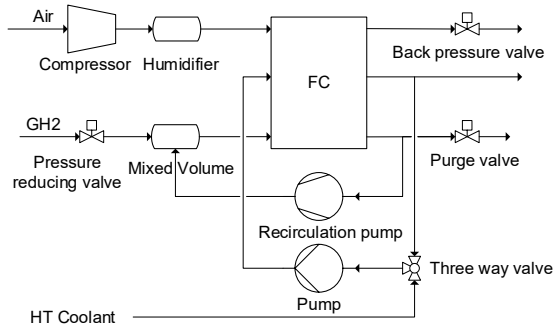 Air
Compressor
Humidifier
FC
Back pressure valve
GH2
Pressure
reducing valve
Mixed Volume
Purge valve
Recirculation pump
Three way valve
Pump
HT Coolant